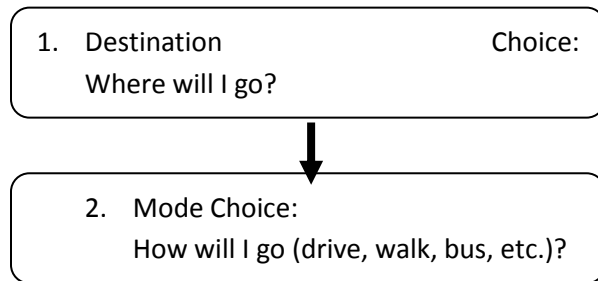 1. Destination Choice:
Where will I go?
2. Mode Choice:
How will I go (drive, walk, bus, etc.)?